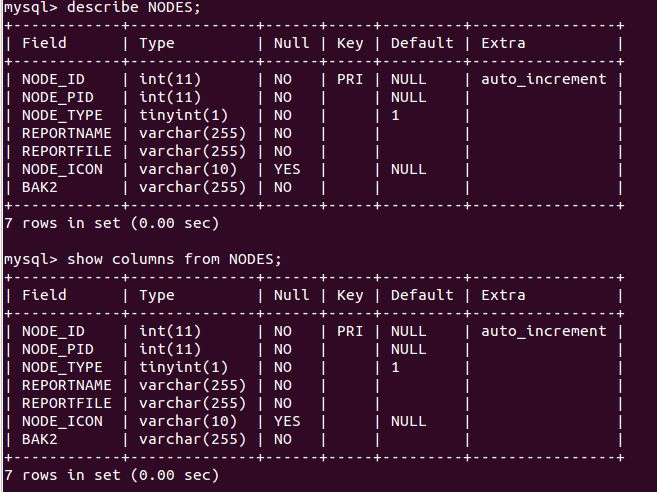 mysql> describe NODES;
+------------+--------------+------+-----+---------+----------------+
| Field      | Type         | Null | Key | Default | Extra          |
+------------+--------------+------+-----+---------+----------------+
| NODE_ID    | int(11)      | NO   | PRI | NULL    | auto_increment |
| NODE_PID   | int(11)      | NO   |     | NULL    |                |
| NODE_TYPE  | tinyint(1)   | NO   |     | 1       |                |
| REPORTNAME | varchar(255) | NO   |     |         |                |
| REPORTFILE | varchar(255) | NO   |     |         |                |
| NODE_ICON  | varchar(10)  | YES  |     | NULL    |                |
| BAK2       | varchar(255) | NO   |     |         |                |
+------------+--------------+------+-----+---------+----------------+
7 rows in set (0.00 sec)
mysql> show columns from NODES;
+------------+--------------+------+-----+---------+----------------+
| Field      | Type         | Null | Key | Default | Extra          |
+------------+--------------+------+-----+---------+----------------+
| NODE_ID    | int(11)      | NO   | PRI | NULL    | auto_increment |
| NODE_PID   | int(11)      | NO   |     | NULL    |                |
| NODE_TYPE  | tinyint(1)   | NO   |     | 1       |                |
| REPORTNAME | varchar(255) | NO   |     |         |                |
| REPORTFILE | varchar(255) | NO   |     |         |                |
| NODE_ICON  | varchar(10)  | YES  |     | NULL    |                |
| BAK2       | varchar(255) | NO   |     |         |                |
+------------+--------------+------+-----+---------+----------------+
7 rows in set (0.00 sec)